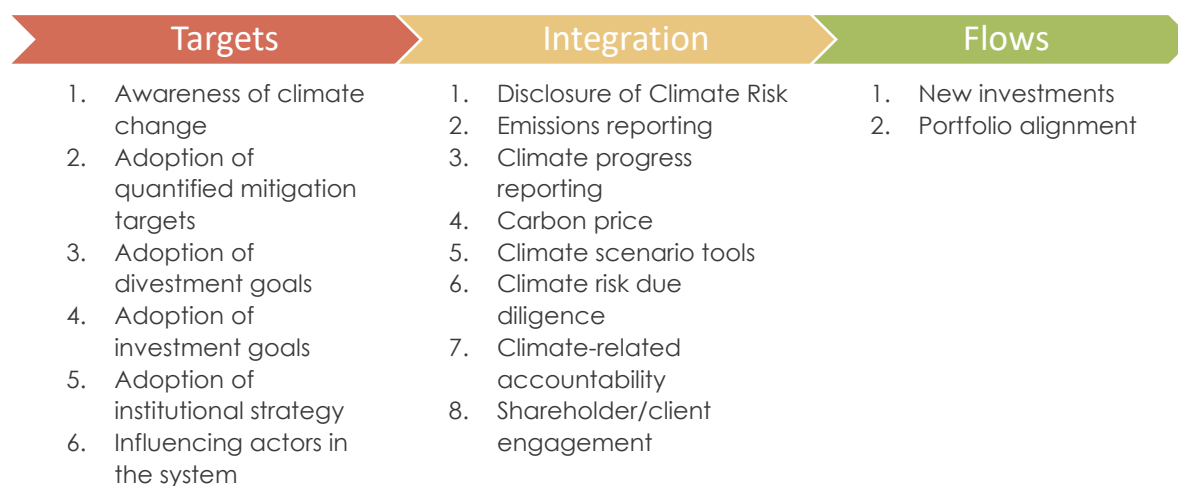 Targets
1. Awareness of climate
change
2. Adoption of
quantified mitigation
targets
3. Adoption of
divestment goals
4. Adoption of
investment goals
5. Adoption of
institutional strategy
6. Influencing actors in
the system
Integration
1. Disclosure of Climate Risk
2. Emissions reporting
3. Climate progress
reporting
4. Carbon price
5. Climate scenario tools
6. Climate risk due
diligence
7. Climate-related
accountability
8. Shareholder/client
engagement
Flows
1. New investments
2. Portfolio alignment